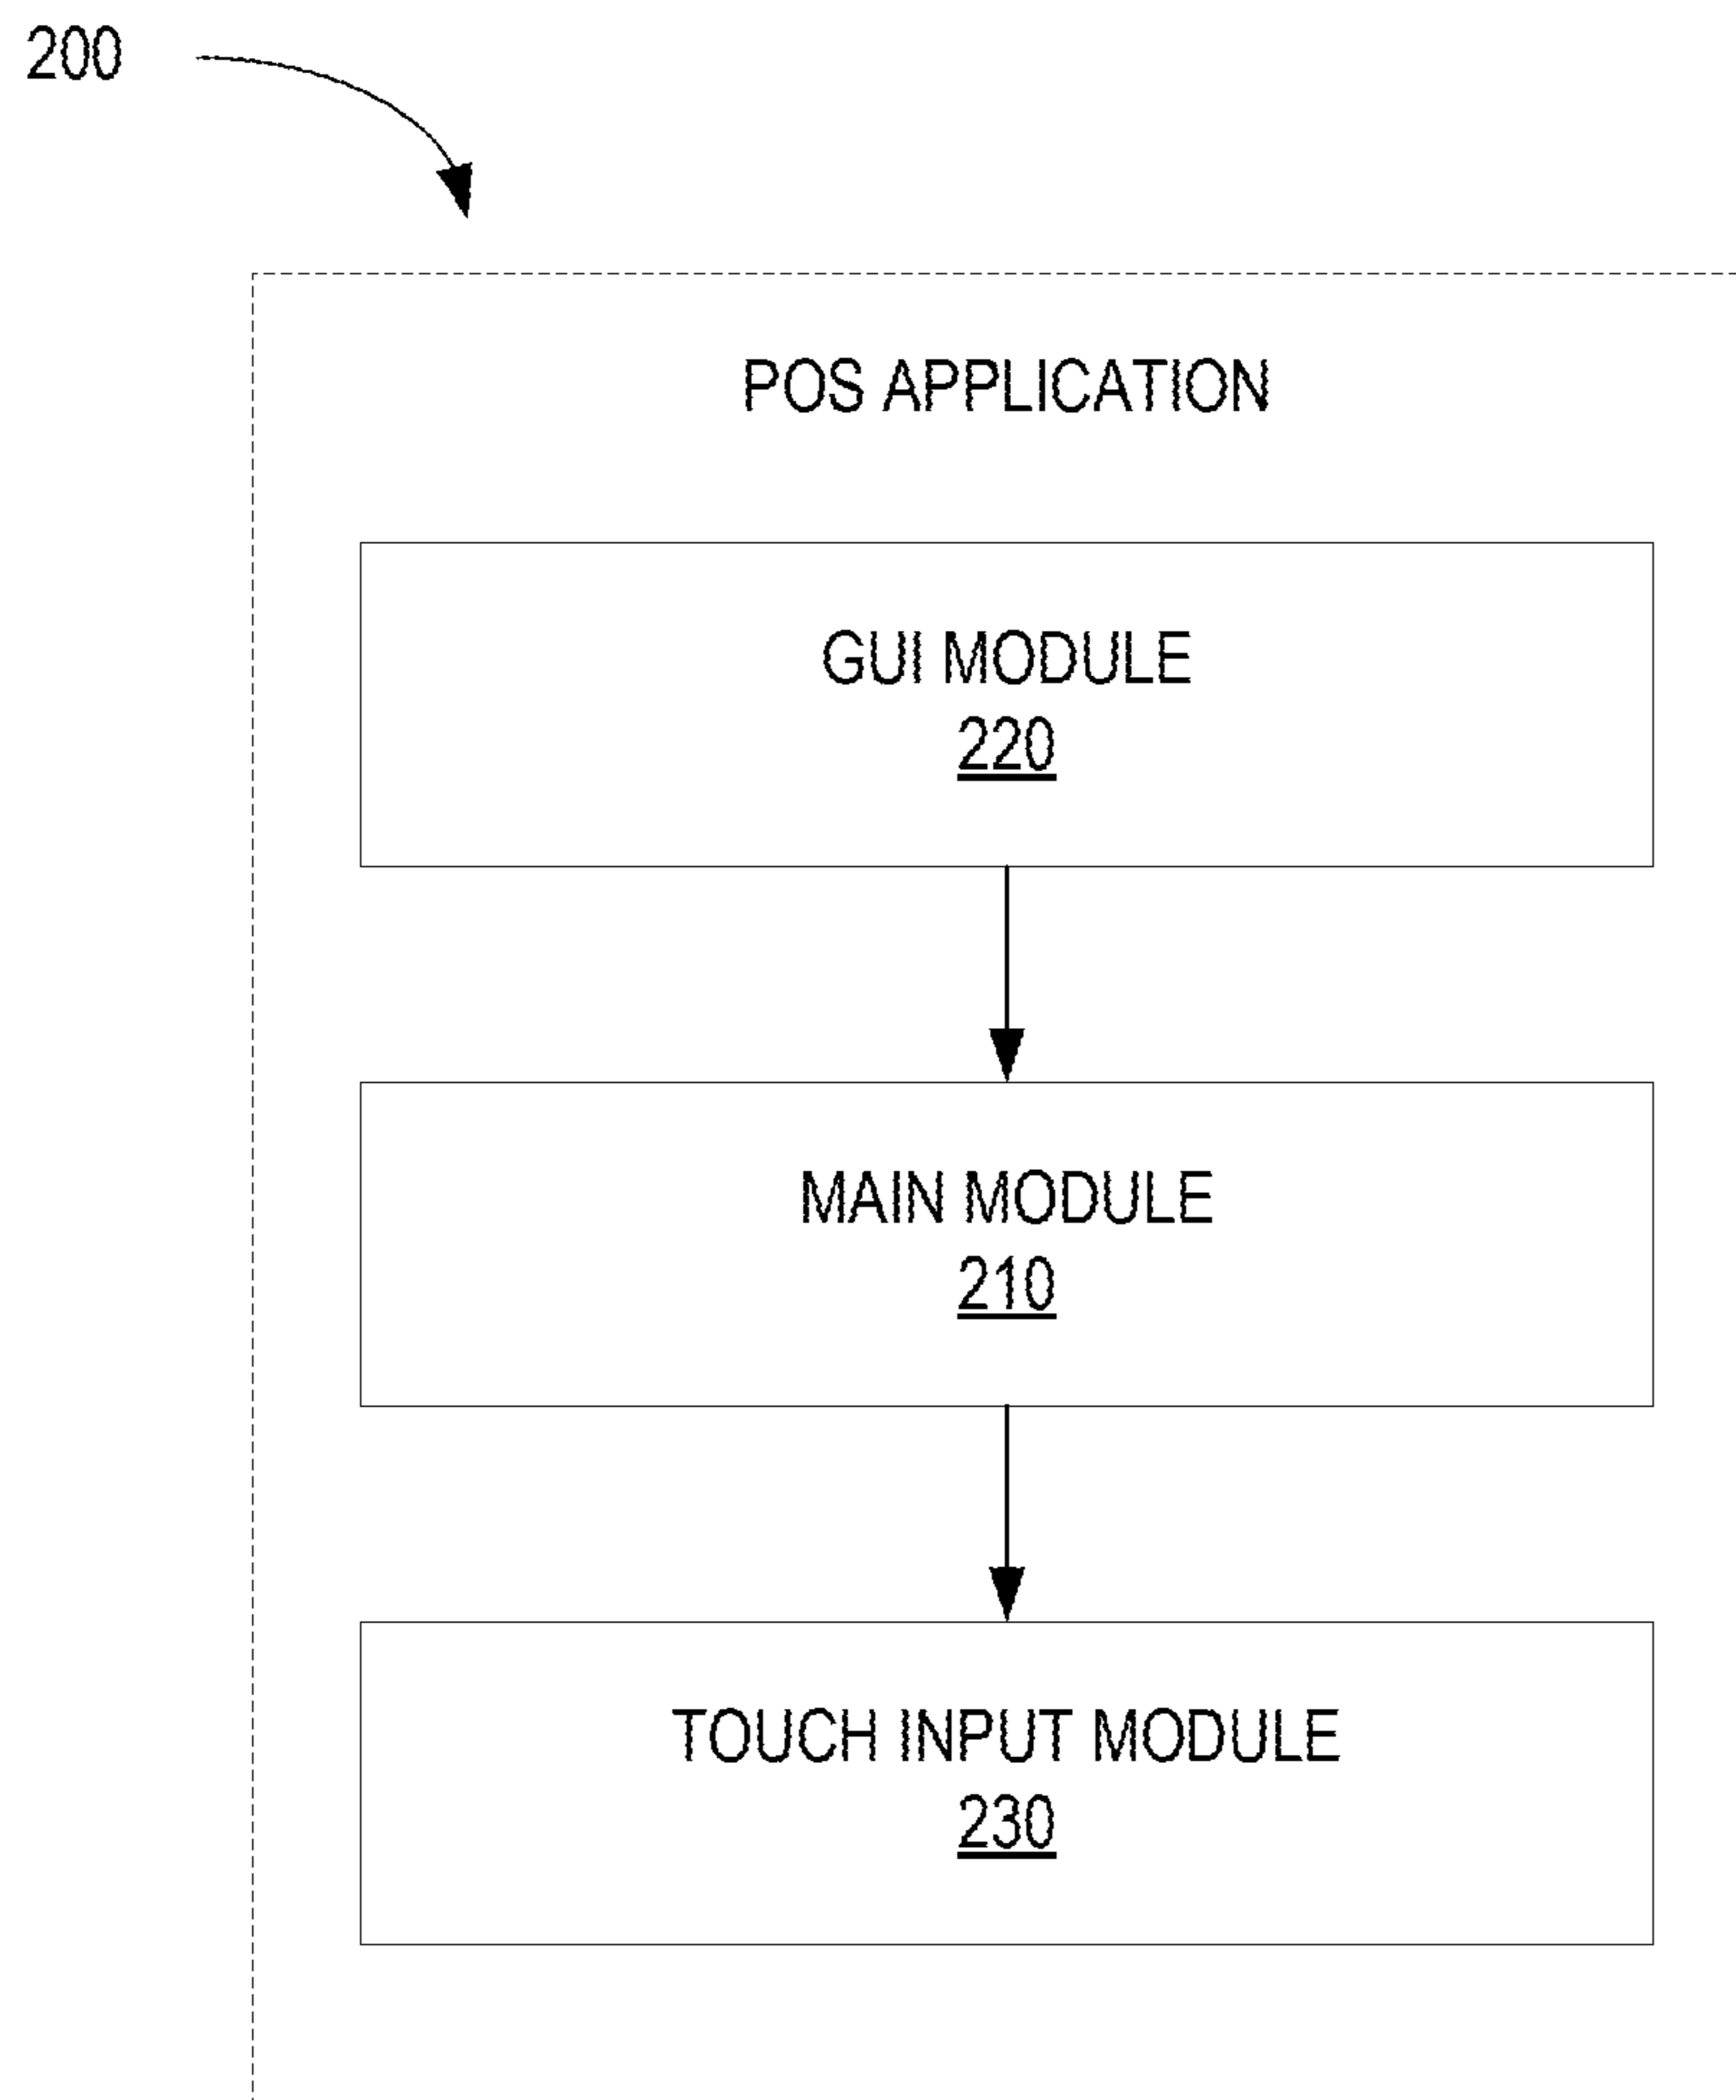 200
POS APPLICATION
GUI MODULE
220
MAIN MODULE
210
TOUCH INPUT MODULE
230